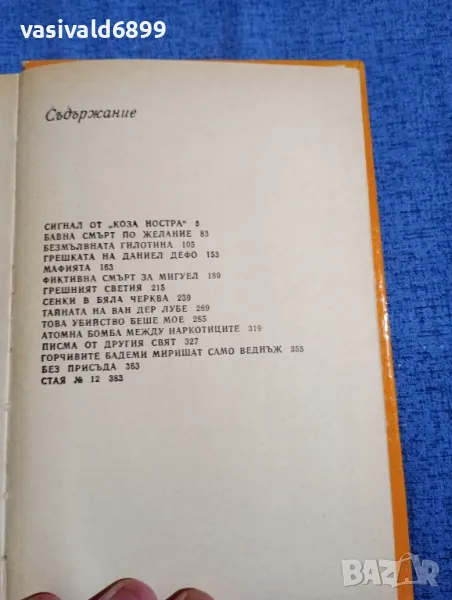 vasivald6899
Съдържание
СИГНАЛ ОТ „КОЗА НОСТРА" 5
БАВНА СМЪРТ ПО ЖЕЛАНИЕ 83
БЕЗМЪЛВНАТА ГИЛОТИНА 105
ГРЕШКАТА НА ДАНИЕЛ ДЕФО 153
МАФИЯТА 163
ФИКТИВНА СМЪРТ ЗА МИГУЕЛ 189
ГРЕШНИЯТ СВЕТИЯ 215
СЕНКИ В БЯЛА ЧЕРКВА 239
ТАЙНАТА НА ВАН ДЕР ЛУБЕ 269
ТОВА УБИЙСТВО БЕШЕ МОЕ 285
АТОМНА БОМБА МЕЖДУ НАРКОТИЦИТЕ 319
ПИСМА ОТ ДРУГИЯ СВЯТ 327
ГОРЧИВИТЕ БАДЕМИ МИРИШАТ САМО ВЕДНЪЖ 355
БЕЗ ПРИСЪДА 363
СТАЯ № 12 383
BAZAR.bg